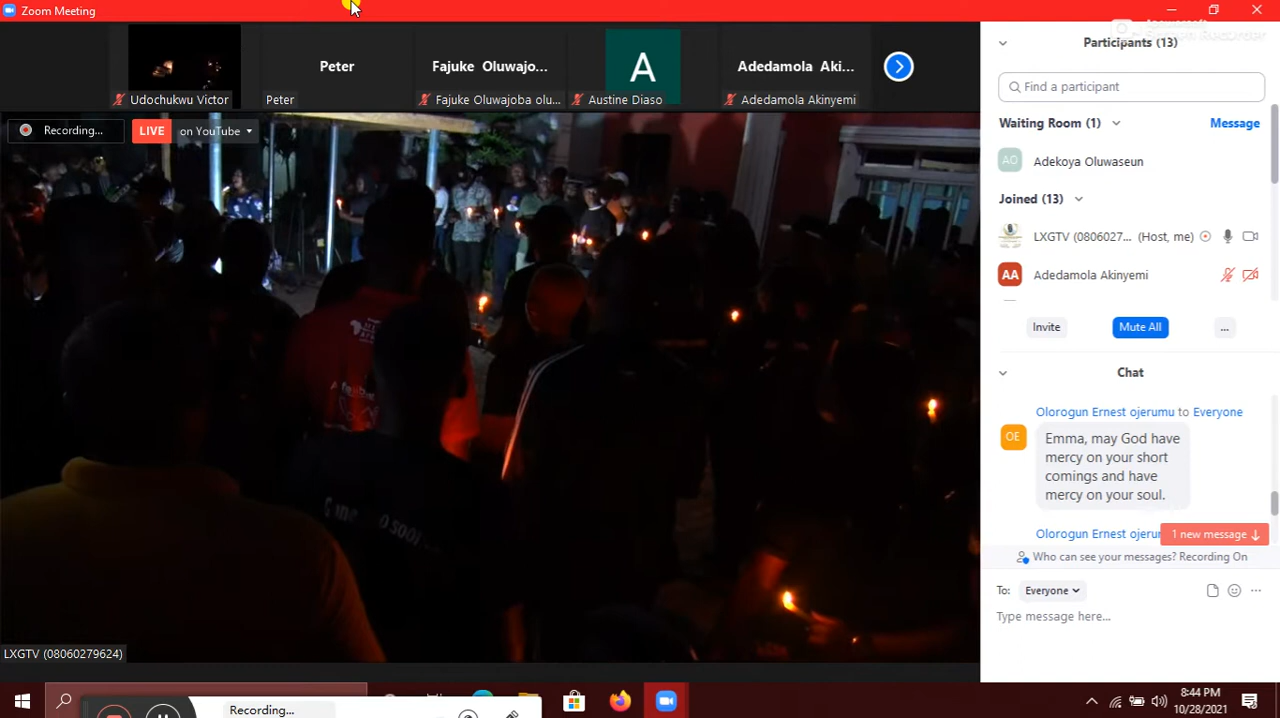 Zoom Meeting
Participants (13)
Peter
Fajuke Oluwajo...
A
Adedamola Aki...
Udochukwu Victor
Peter
Fajuke Oluwajoba olu...
Austine Diaso
Adedamola Akinyemi
Find a participant
Recording...
LIVE
on YouTube
Waiting Room (1)
Message
AO
Adekoya Oluwaseun
Joined (13)
LXGTV (0806027...
(Host, me)
AA
Adedamola Akinyemi
Invite
Mute All
...
Chat
Olorogun Ernest ojerumu to Everyone
OE
Emma, may God have
mercy on your short
comings and have
mercy on your soul.
Olorogun Ernest ojerun
1 new message
Who can see your messages? Recording On
To:
Everyone
Type message here...
LXGTV (08060279624)
Recording...
8:44 PM
10/28/2021